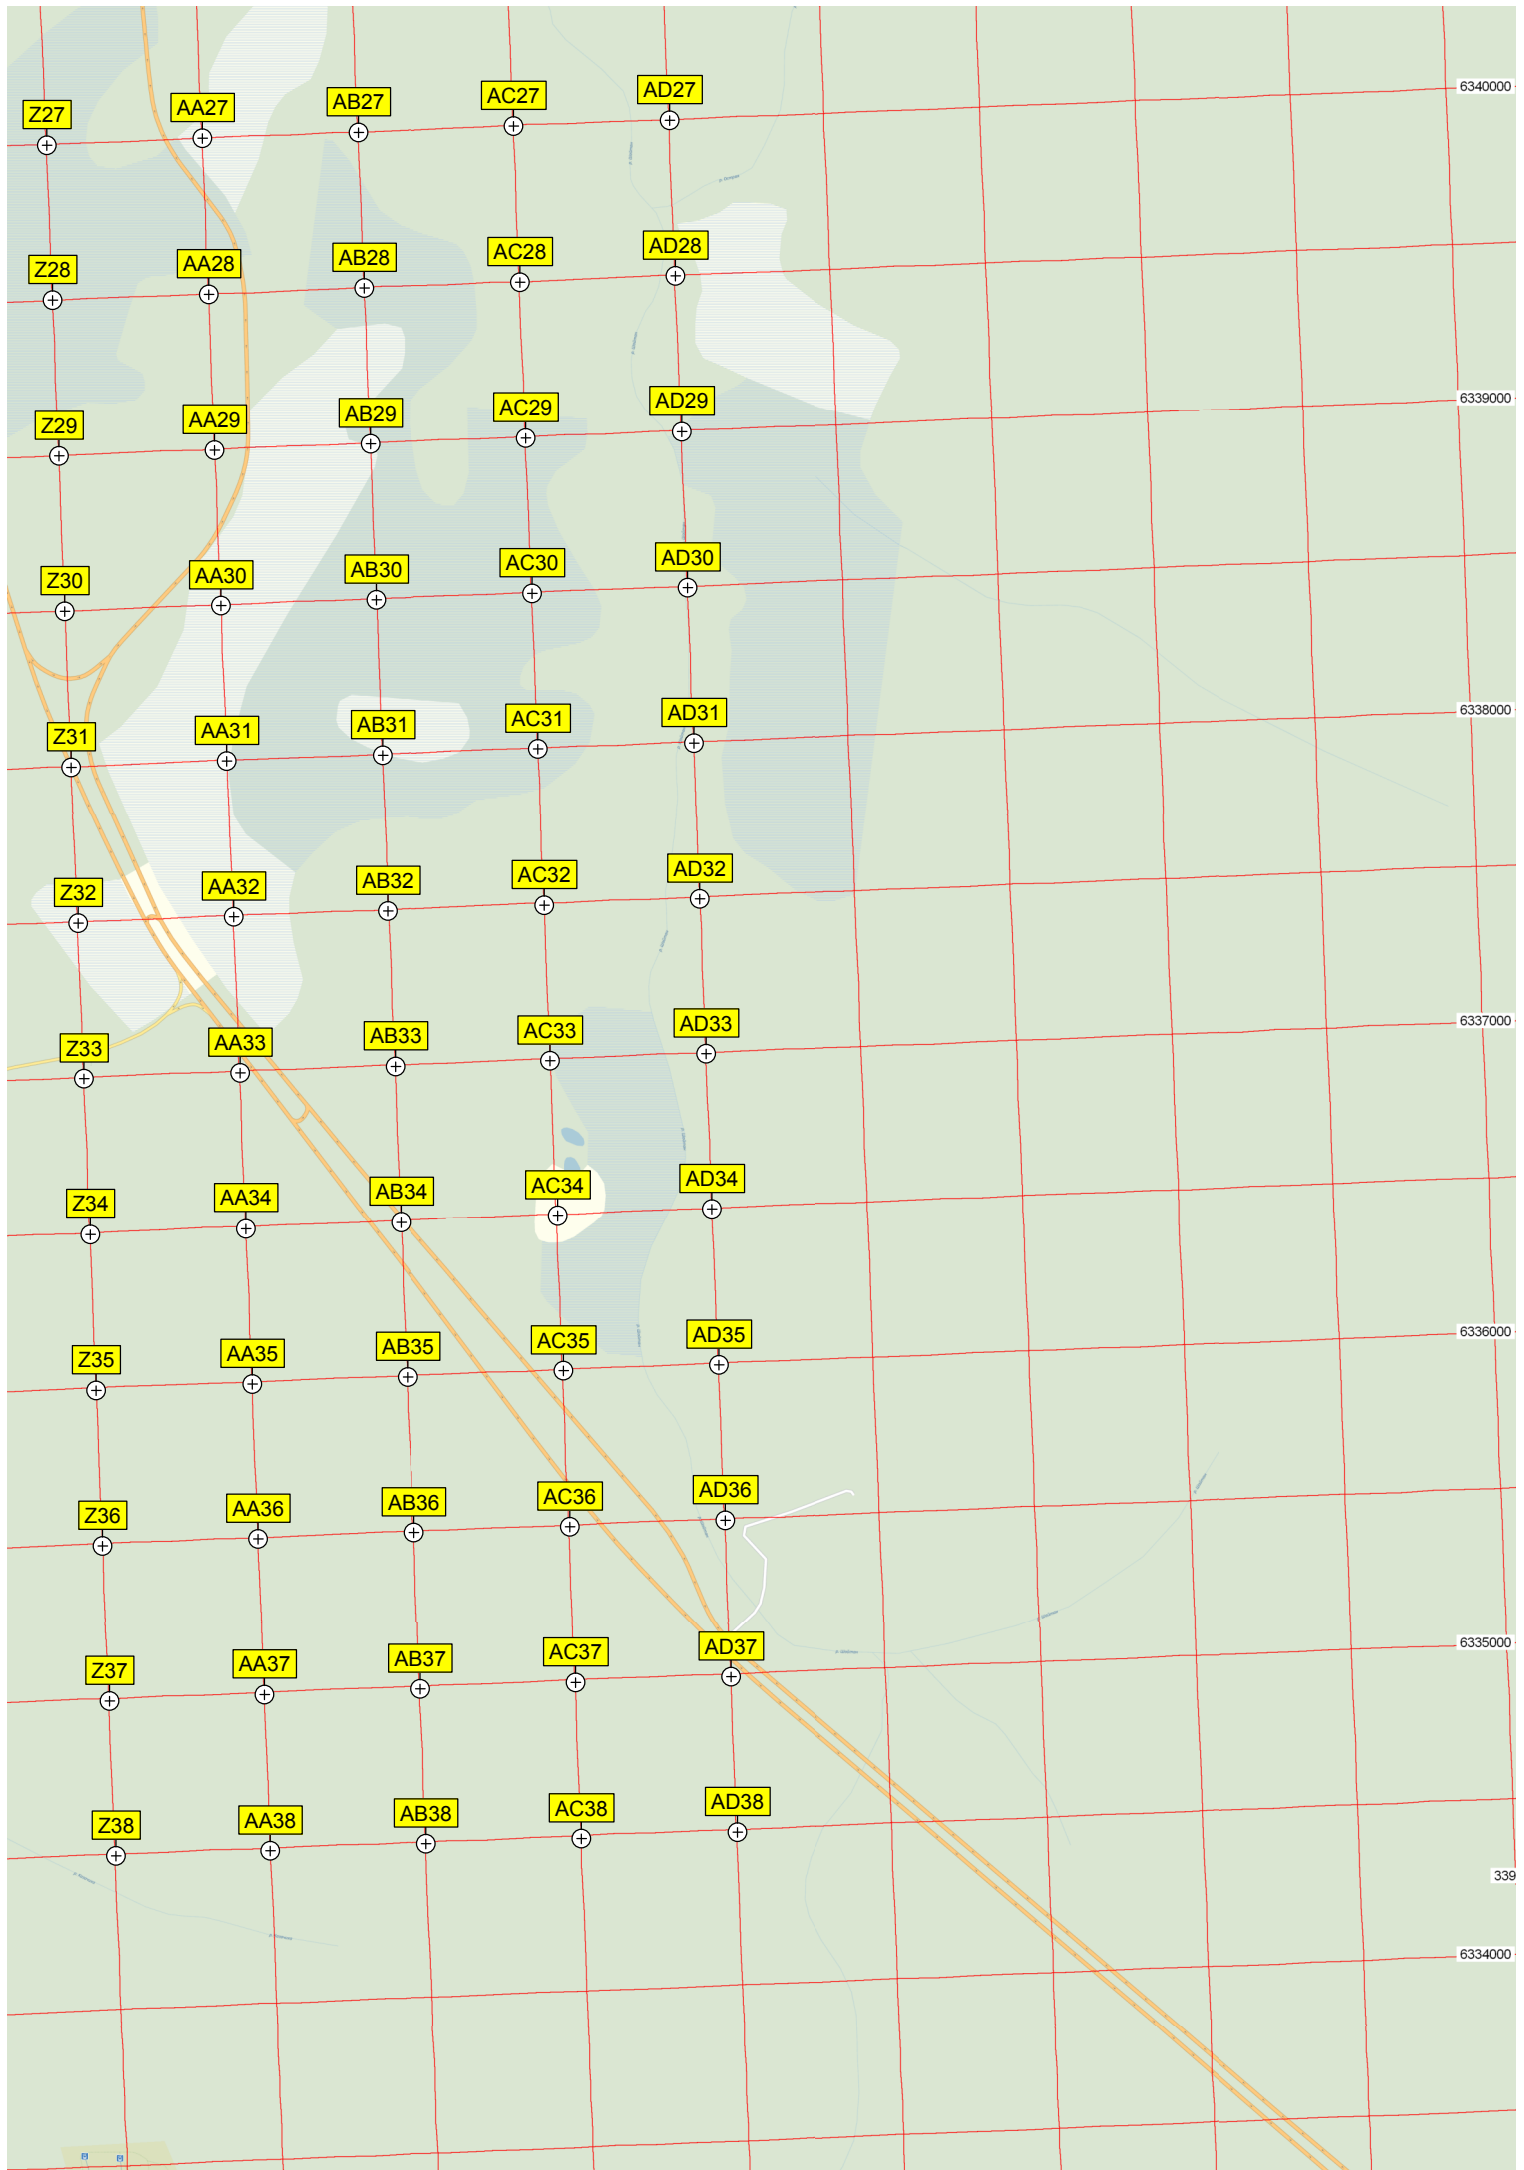 6340000
Z27 AA27 AB27 AC27 AD27
Z28 AA28 AB28 AC28 AD28
6339000
Z29 AA29 AB29 AC29 AD29
Z30 AA30 AB30 AC30 AD30
6338000
Z31 AA31 AB31 AC31 AD31
Z32 AA32 AB32 AC32 AD32
6337000
Z33 AA33 AB33 AC33 AD33
Z34 AA34 AB34 AC34 AD34
6336000
Z35 AA35 AB35 AC35 AD35
Z36 AA36 AB36 AC36 AD36
6335000
Z37 AA37 AB37 AC37 AD37
Z38 AA38 AB38 AC38 AD38
339
6334000